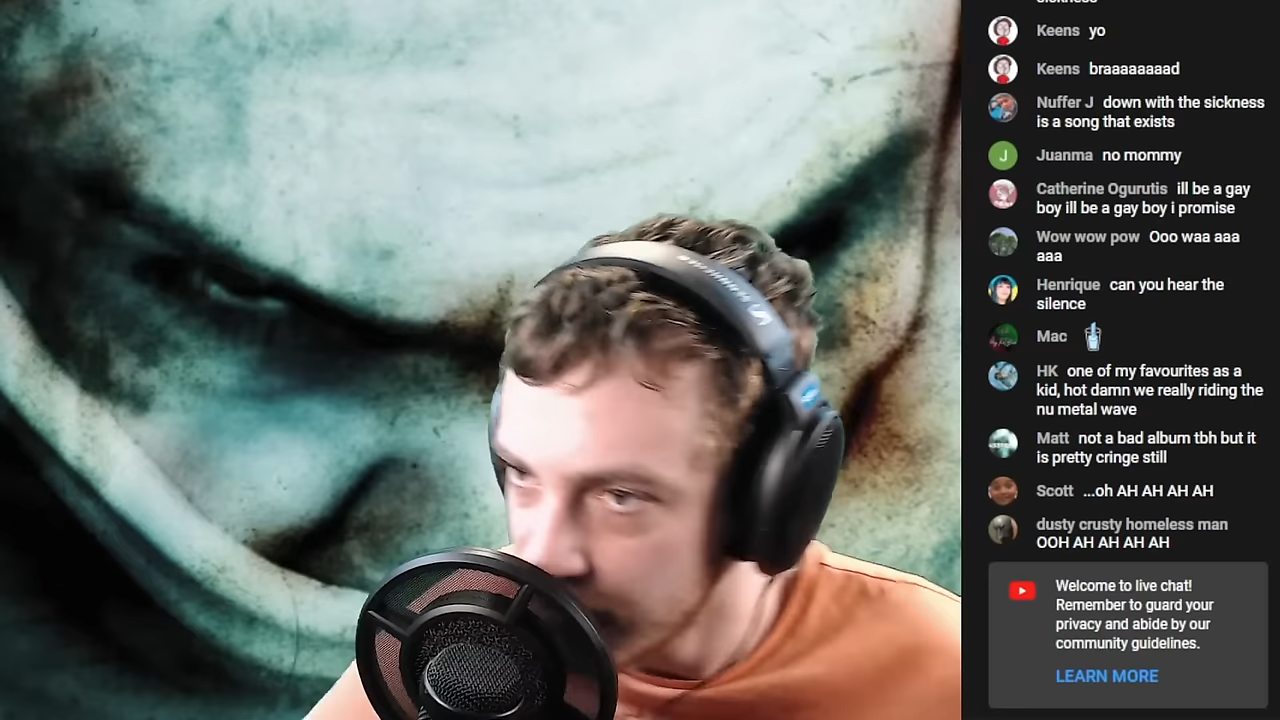 sickness
Keens yo
Keens braaaaaaaad
Nuffer J down with the sickness
is a song that exists
J
Juanma no mommy
Catherine Ogurutis ill be a gay
boy ill be a gay boy i promise
Wow wow pow Ooo waa aaa
aaa
Henrique can you hear the
silence
Mac
HK one of my favourites as a
kid, hot damn we really riding the
nu metal wave
Matt not a bad album tbh but it
is pretty cringe still
Scott ...oh AH AH AH AH
dusty crusty homeless man
OOH AH AH AH AH
Welcome to live chat!
Remember to guard your
privacy and abide by our
community guidelines.
LEARN MORE